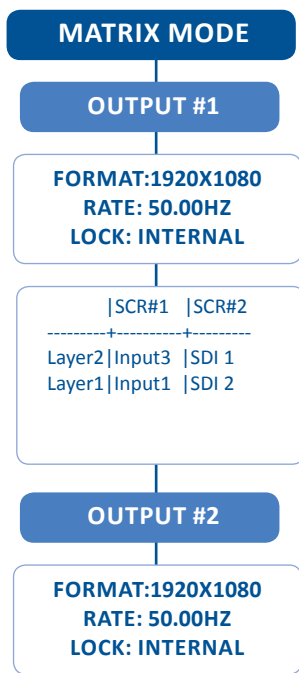 MATRIX MODE
OUTPUT #1
FORMAT:1920X1080
RATE: 50.00HZ
LOCK: INTERNAL
|SCR#1 |SCR#2
---------+----------+---------
Layer2|Input3 |SDI 1
Layer1|Input1 |SDI 2
OUTPUT #2
FORMAT:1920X1080
RATE: 50.00HZ
LOCK: INTERNAL